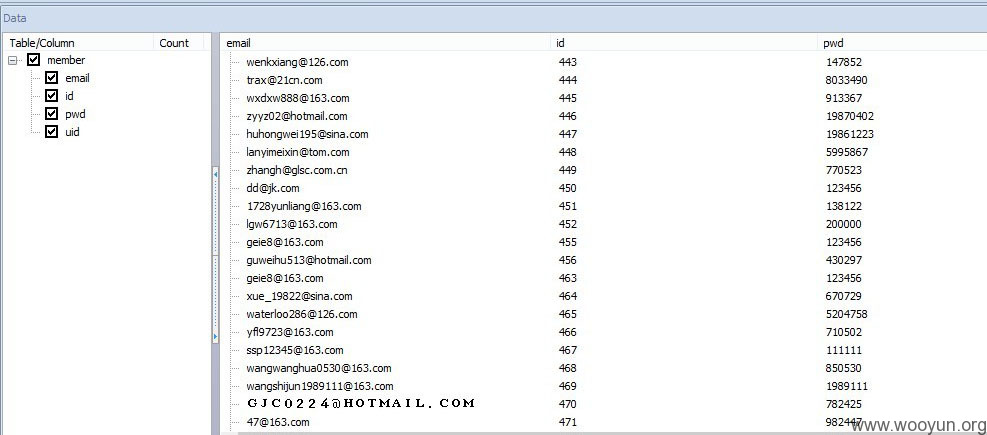 Data
Table/Column Count email id pwd
member wenkxiang@126.com 443 147852
email trax@21cn.com 444 8033490
id wxdxw888@163.com 445 913367
pwd zyyz02@hotmail.com 446 19870402
uid huhongwei195@sina.com 447 19861223
lanyimeixin@tom.com 448 5995867
zhangh@glsc.com.cn 449 770523
dd@jk.com 450 123456
1728yunliang@163.com 451 138122
lgw6713@163.com 452 200000
geie8@163.com 455 123456
guweihu513@hotmail.com 456 430297
geie8@163.com 463 123456
xue_19822@sina.com 464 670729
waterloo286@126.com 465 5204758
yfl9723@163.com 466 710502
ssp12345@163.com 467 111111
wangwanghua0530@163.com 468 850530
wangshijun1989111@163.com 469 1989111
GJC0224@HOTMAIL.COM 470 782425
47@163.com 471 982447
www.wooyun.org